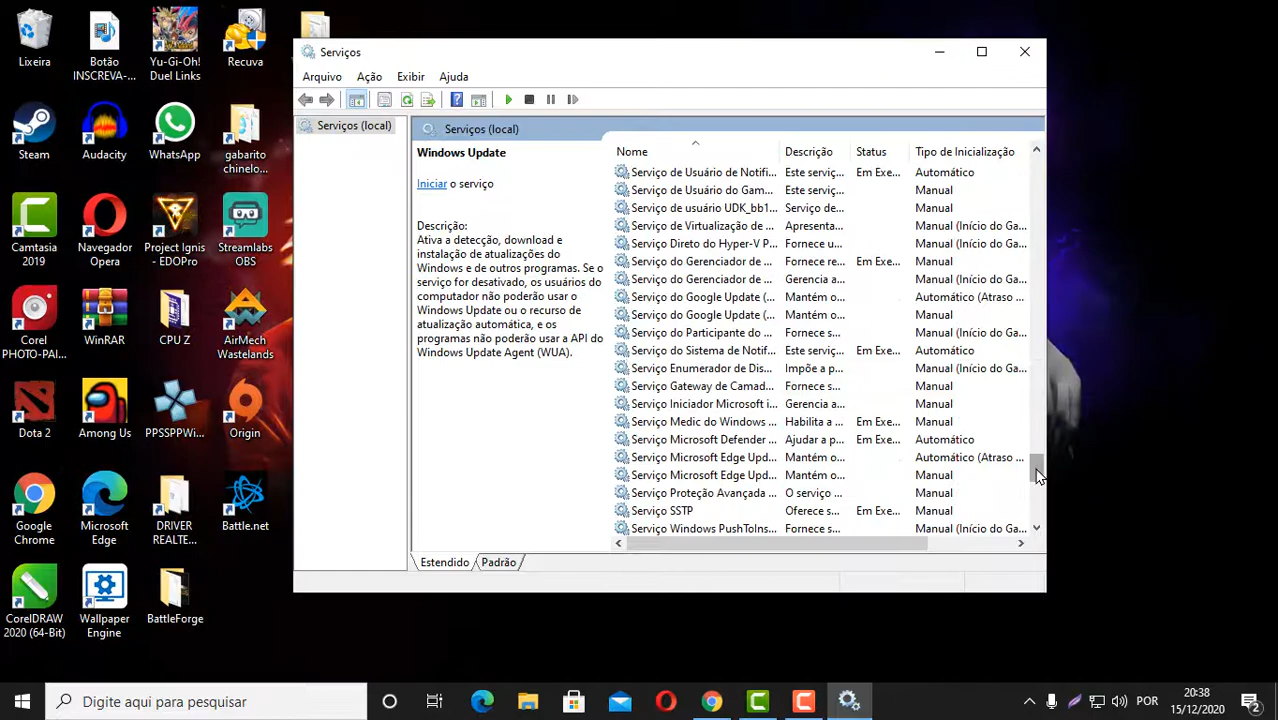 Lixeira
Botão
INSCREVA-...
Yu-Gi-Oh!
Duel Links
Recuva
Steam
Audacity
WhatsApp
gabarito
chinelo...
Camtasia
2019
Navegador
Opera
Project Ignis
- EDOPro
Streamlabs
OBS
Corel
PHOTO-PAI...
WinRAR
CPU Z
AirMech
Wastelands
Dota 2
Among Us
PPSSPPWi...
Origin
Google
Chrome
Microsoft
Edge
DRIVER
REALTE...
Battle.net
CorelDRAW
2020 (64-Bit)
Wallpaper
Engine
BattleForge
Serviços
Arquivo Ação Exibir Ajuda
Serviços (local)
Serviços (local)
Windows Update
Iniciar o serviço
Descrição:
Ativa a detecção, download e
instalação de atualizações do
Windows e de outros programas. Se o
serviço for desativado, os usuários do
computador não poderão usar o
Windows Update ou o recurso de
atualização automática, e os
programas não poderão usar a API do
Windows Update Agent (WUA).
Nome Descrição Status Tipo de Inicialização
Serviço de Usuário de Notifi... Este serviç... Em Exe... Automático
Serviço de Usuário do Gam... Este serviç... Manual
Serviço de usuário UDK_bb1... Serviço de... Manual
Serviço de Virtualização de ... Apresenta... Manual (Início do Ga...
Serviço Direto do Hyper-V P... Fornece u... Manual (Início do Ga...
Serviço do Gerenciador de ... Fornece re... Em Exe... Manual
Serviço do Gerenciador de ... Gerencia a... Manual (Início do Ga...
Serviço do Google Update (... Mantém o... Automático (Atraso ...
Serviço do Google Update (... Mantém o... Manual
Serviço do Participante do ... Fornece s... Manual (Início do Ga...
Serviço do Sistema de Notif... Este serviç... Em Exe... Automático
Serviço Enumerador de Dis... Impõe a p... Manual (Início do Ga...
Serviço Gateway de Camad... Fornece s... Manual
Serviço Iniciador Microsoft i... Gerencia a... Manual
Serviço Medic do Windows ... Habilita a ... Em Exe... Manual
Serviço Microsoft Defender ... Ajudar a p... Em Exe... Automático
Serviço Microsoft Edge Upd... Mantém o... Automático (Atraso ...
Serviço Microsoft Edge Upd... Mantém o... Manual
Serviço Proteção Avançada ... O serviço ... Manual
Serviço SSTP Oferece s... Em Exe... Manual
Serviço Windows PushToIns... Fornece s... Manual (Início do Ga...
Estendido Padrão
Digite aqui para pesquisar
POR
20:38
15/12/2020
2